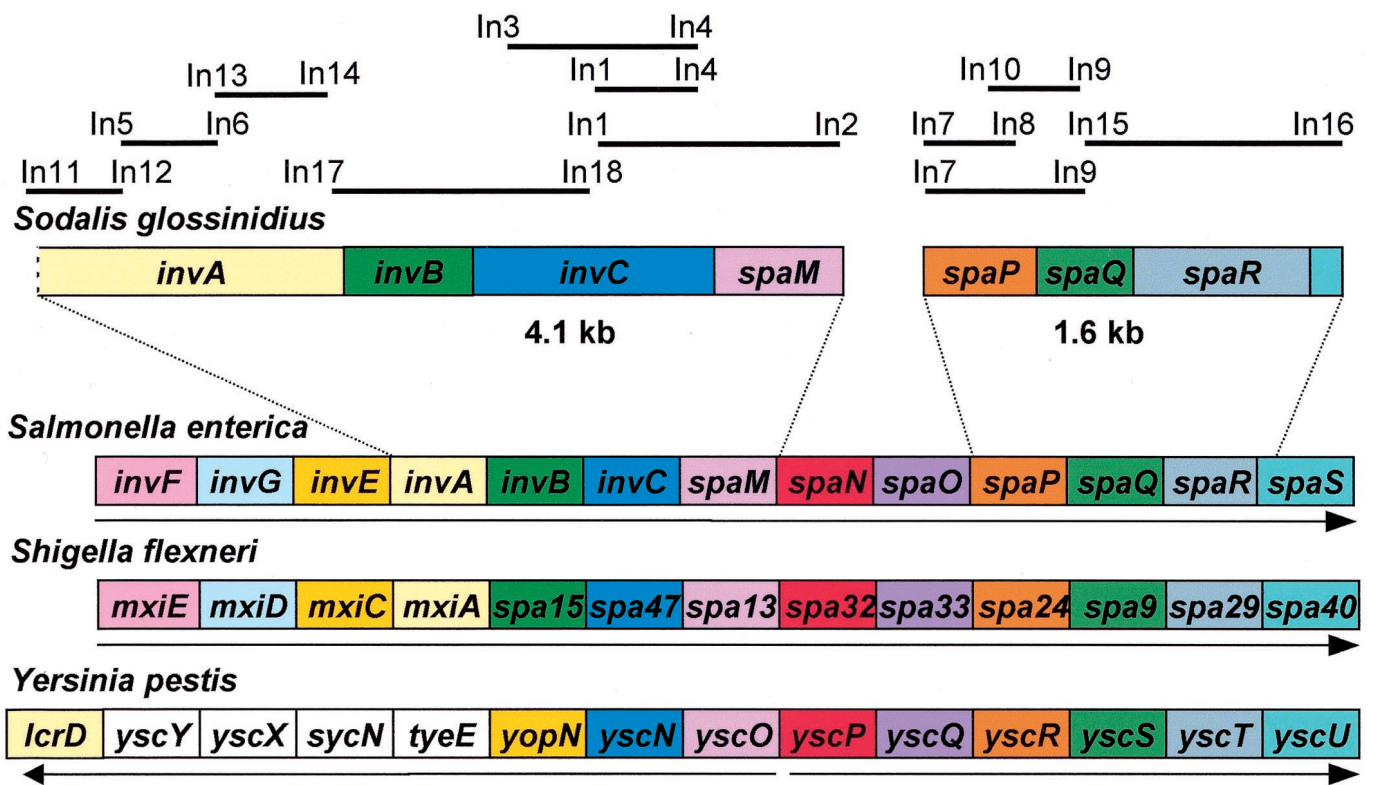 In3 In4
In13 In14 In1 In4 In10 In9
In5 In6 In1 In2 In7 In8 In15 In16
In11 In12 In17 In18 In7 In9
Sodalis glossinidius
invA invB invC spaM spaP spaQ spaR
4.1 kb 1.6 kb
Salmonella enterica
invF invG invE invA invB invC spaM spaN spaO spaP spaQ spaR spaS
Shigella flexneri
mxiE mxiD mxiC mxiA spa15 spa47 spa13 spa32 spa33 spa24 spa9 spa29 spa40
Yersinia pestis
lcrD yscY yscX sycN tyeE yopN yscN yscO yscP yscQ yscR yscS yscT yscU